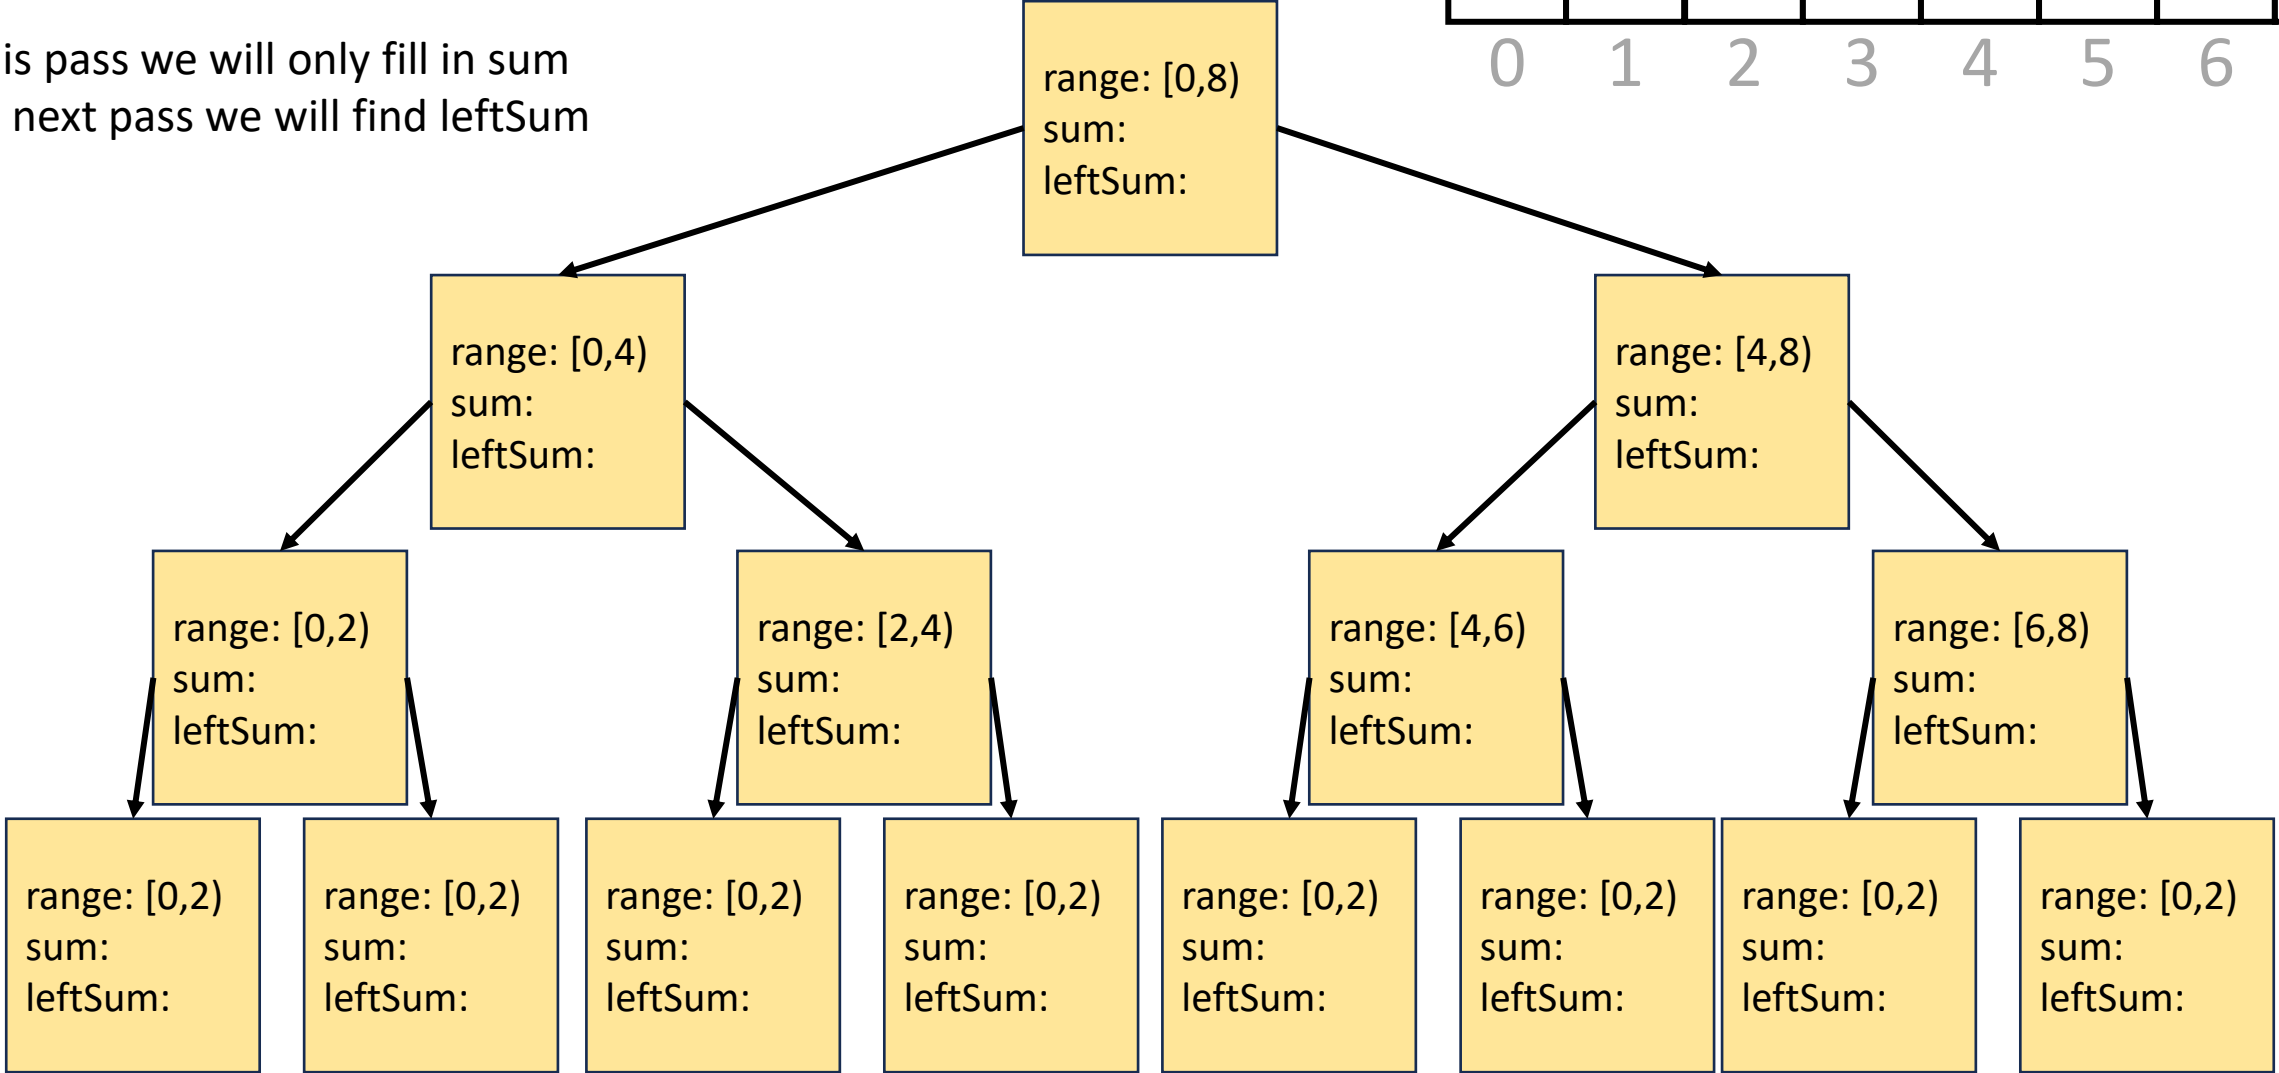 is pass we will only fill in sum
next pass we will find leftSum
0 1 2 3 4 5 6
range: [0,8)
sum:
leftSum:
range: [0,4)
sum:
leftSum:
range: [4,8)
sum:
leftSum:
range: [0,2)
sum:
leftSum:
range: [2,4)
sum:
leftSum:
range: [4,6)
sum:
leftSum:
range: [6,8)
sum:
leftSum:
range: [0,2)
sum:
leftSum:
range: [0,2)
sum:
leftSum:
range: [0,2)
sum:
leftSum:
range: [0,2)
sum:
leftSum:
range: [0,2)
sum:
leftSum:
range: [0,2)
sum:
leftSum:
range: [0,2)
sum:
leftSum:
range: [0,2)
sum:
leftSum: